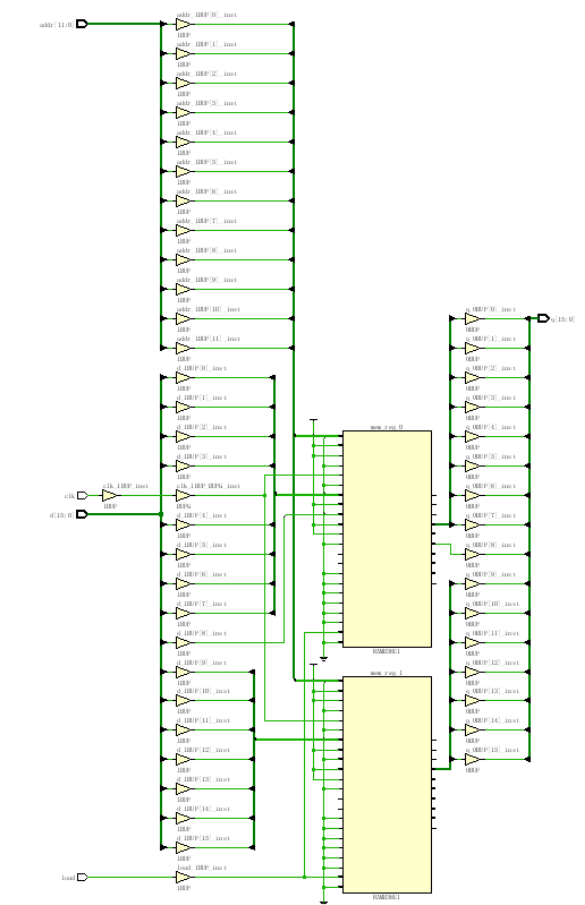 addr[11:0]
addr_IBUF[0]_inst
IBUF
addr_IBUF[1]_inst
IBUF
addr_IBUF[2]_inst
IBUF
addr_IBUF[3]_inst
IBUF
addr_IBUF[4]_inst
IBUF
addr_IBUF[5]_inst
IBUF
addr_IBUF[6]_inst
IBUF
addr_IBUF[7]_inst
IBUF
addr_IBUF[8]_inst
IBUF
addr_IBUF[9]_inst
IBUF
addr_IBUF[10]_inst
IBUF
addr_IBUF[11]_inst
IBUF
d_IBUF[0]_inst
IBUF
d_IBUF[1]_inst
IBUF
d_IBUF[2]_inst
IBUF
d_IBUF[3]_inst
IBUF
clk
clk_IBUF_inst
IBUF
clk_IBUF_BUFG_inst
BUFG
d[15:0]
d_IBUF[4]_inst
IBUF
d_IBUF[5]_inst
IBUF
d_IBUF[6]_inst
IBUF
d_IBUF[7]_inst
IBUF
d_IBUF[8]_inst
IBUF
d_IBUF[9]_inst
IBUF
d_IBUF[10]_inst
IBUF
d_IBUF[11]_inst
IBUF
d_IBUF[12]_inst
IBUF
d_IBUF[13]_inst
IBUF
d_IBUF[14]_inst
IBUF
d_IBUF[15]_inst
IBUF
load
load_IBUF_inst
IBUF
mem_reg_0
RAMB36E1
mem_reg_1
RAMB36E1
q_OBUF[0]_inst
OBUF
q_OBUF[1]_inst
OBUF
q_OBUF[2]_inst
OBUF
q_OBUF[3]_inst
OBUF
q_OBUF[4]_inst
OBUF
q_OBUF[5]_inst
OBUF
q_OBUF[6]_inst
OBUF
q_OBUF[7]_inst
OBUF
q_OBUF[8]_inst
OBUF
q_OBUF[9]_inst
OBUF
q_OBUF[10]_inst
OBUF
q_OBUF[11]_inst
OBUF
q_OBUF[12]_inst
OBUF
q_OBUF[13]_inst
OBUF
q_OBUF[14]_inst
OBUF
q_OBUF[15]_inst
OBUF
q[15:0]